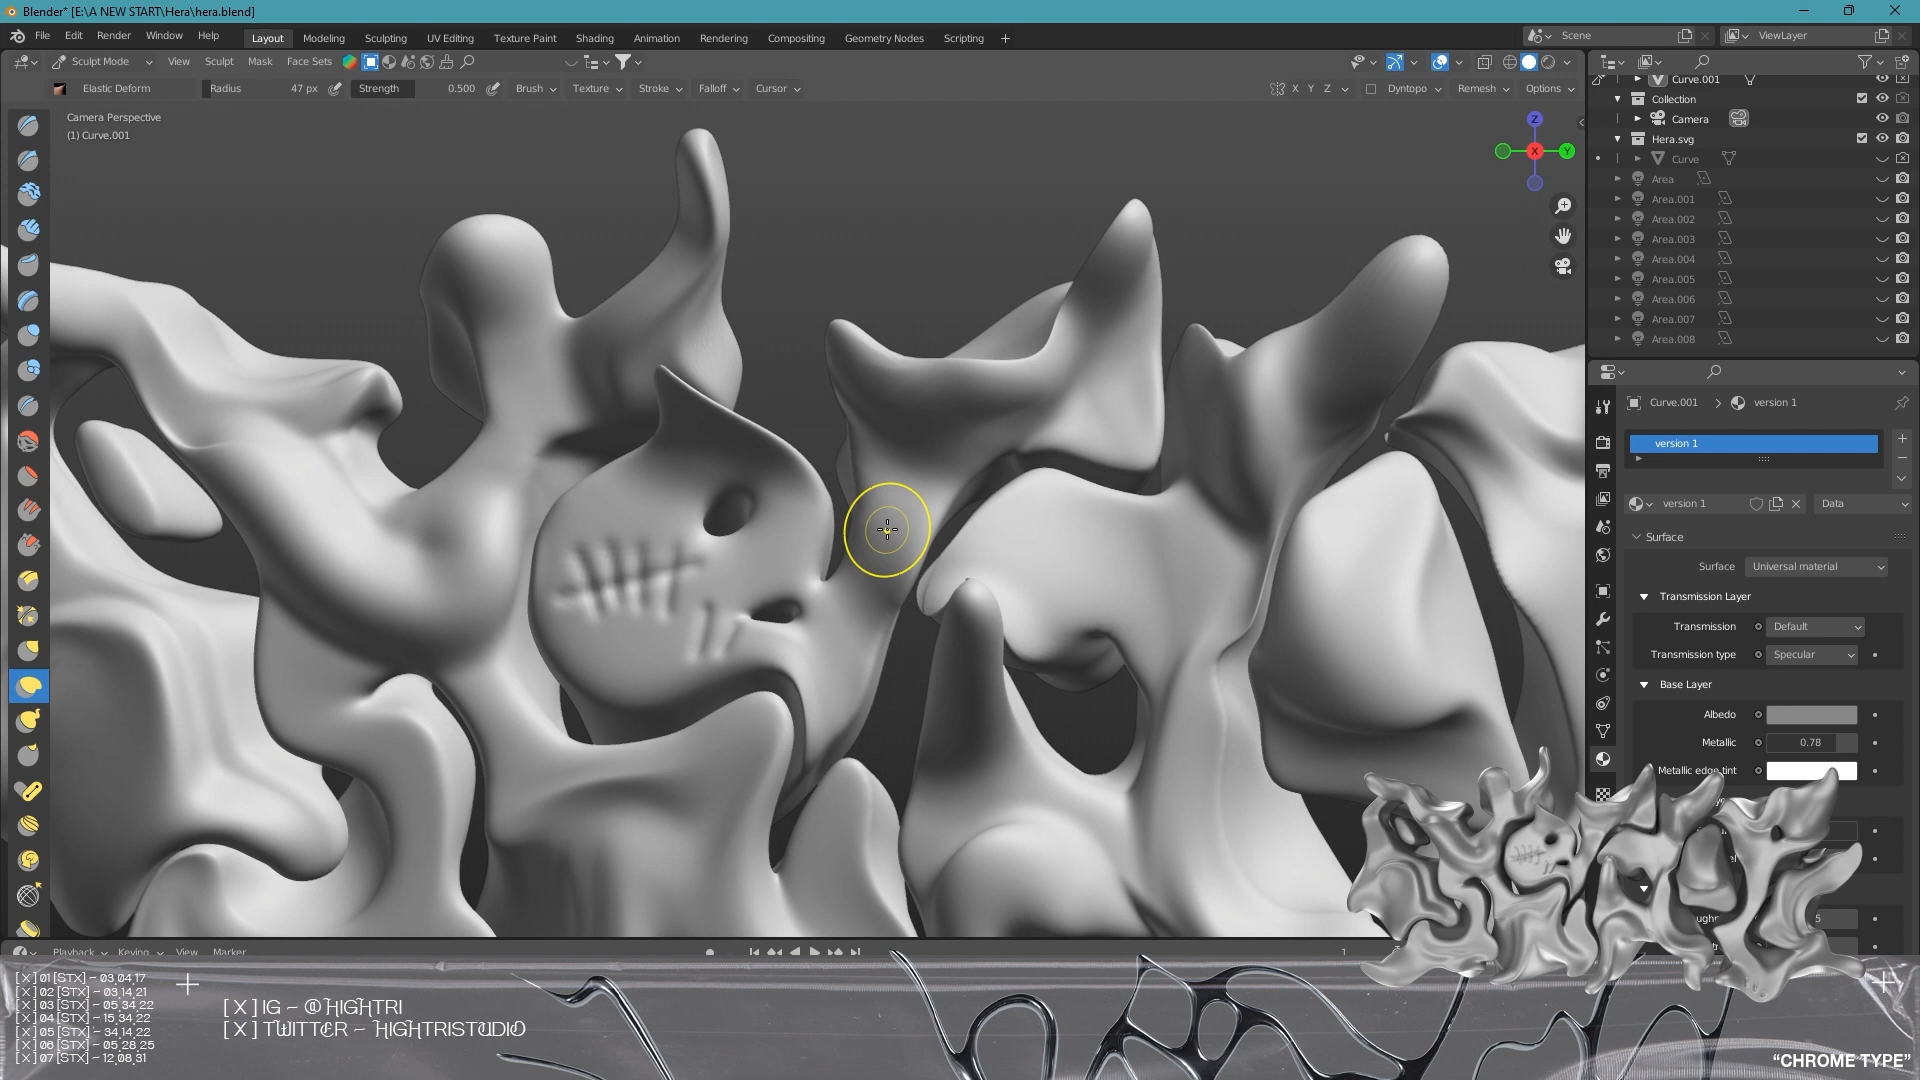 Blender* [E:\A NEW START\Hera\hera.blend]
File Edit Render Window Help Layout Modeling Sculpting UV Editing Texture Paint Shading Animation Rendering Compositing Geometry Nodes Scripting + Scene ViewLayer
Sculpt Mode View Sculpt Mask Face Sets
Elastic Deform Radius 47 px Strength 0.500 Brush Texture Stroke Falloff Cursor X Y Z Dyntopo Remesh Options
Camera Perspective
(1) Curve.001
Z
X
Y
Curve.001
Collection
Camera
Hera.svg
Curve
Area
Area.001
Area.002
Area.003
Area.004
Area.005
Area.006
Area.007
Area.008
Curve.001 > version 1
version 1
version 1 Data
Surface
Surface Universal material
Transmission Layer
Transmission Default
Transmission type Specular
Base Layer
Albedo
Metallic 0.78
Metallic edge tint
Playback Keying View Marker 1
[X] 01 [STX] – 03.04.17
[X] 02 [STX] – 03.14.21
[X] 03 [STX] – 05.34.22
[X] 04 [STX] – 15.34.22
[X] 05 [STX] – 34.14.22
[X] 06 [STX] – 05.28.25
[X] 07 [STX] – 12.08.31
[X] IG – @HIGHTRI
[X] TWITTER – HIGHTRISTUDIO
“CHROME TYPE”